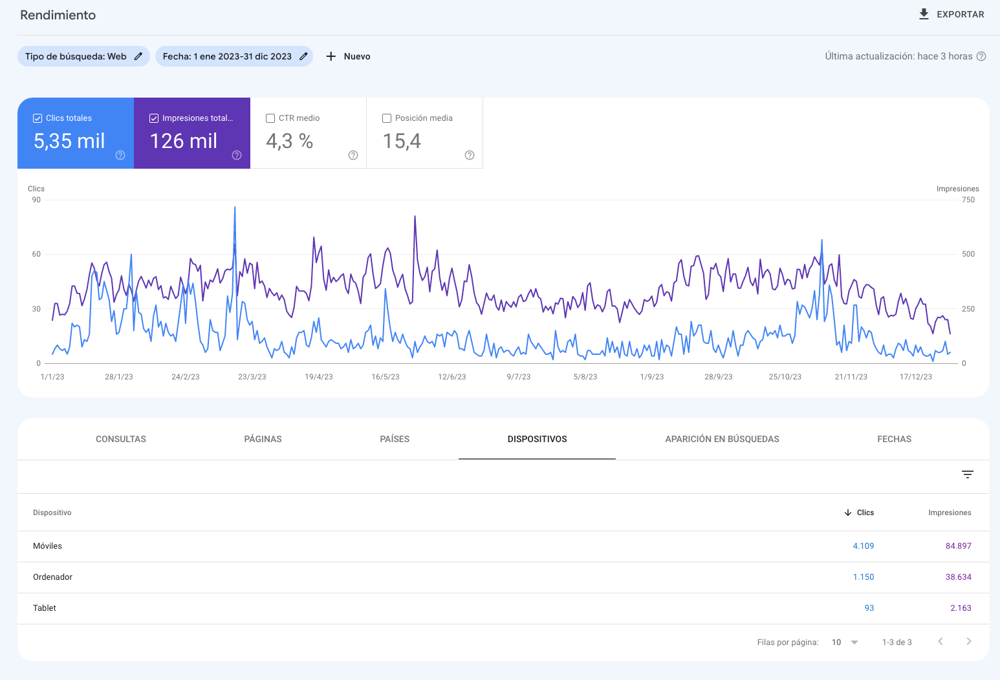 Rendimiento
EXPORTAR
Tipo de búsqueda: Web
Fecha: 1 ene 2023-31 dic 2023
Nuevo
Última actualización: hace 3 horas
Clics totales
5,35 mil
Impresiones total...
126 mil
CTR medio
4,3 %
Posición media
15,4
Clics
Impresiones
90
750
60
500
30
250
0
0
1/1/23 28/1/23 24/2/23 23/3/23 19/4/23 16/5/23 12/6/23 9/7/23 5/8/23 1/9/23 28/9/23 25/10/23 21/11/23 17/12/23
CONSULTAS PÁGINAS PAÍSES DISPOSITIVOS APARICIÓN EN BÚSQUEDAS FECHAS
Dispositivo Clics Impresiones
Móviles 4.109 84.897
Ordenador 1.150 38.634
Tablet 93 2.163
Filas por página: 10 1-3 de 3